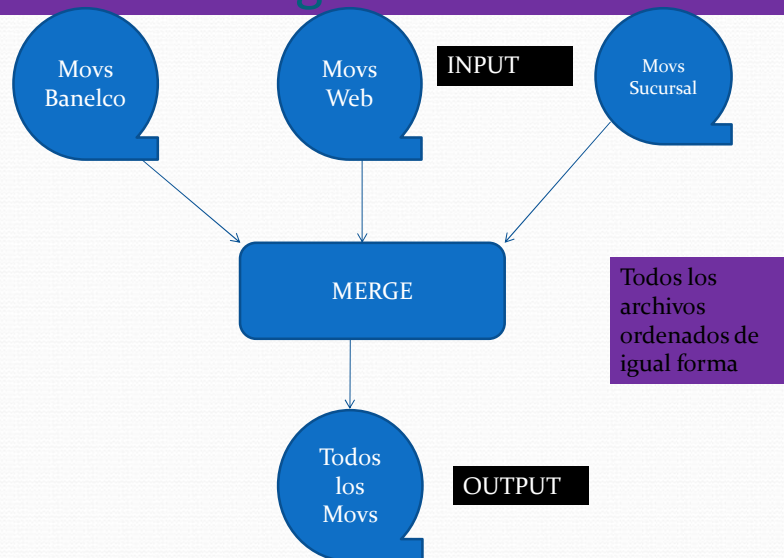 Movs
Banelco
Movs
Web
INPUT
Movs
Sucursal
MERGE
Todos los
archivos
ordenados de
igual forma
Todos
los
Movs
OUTPUT